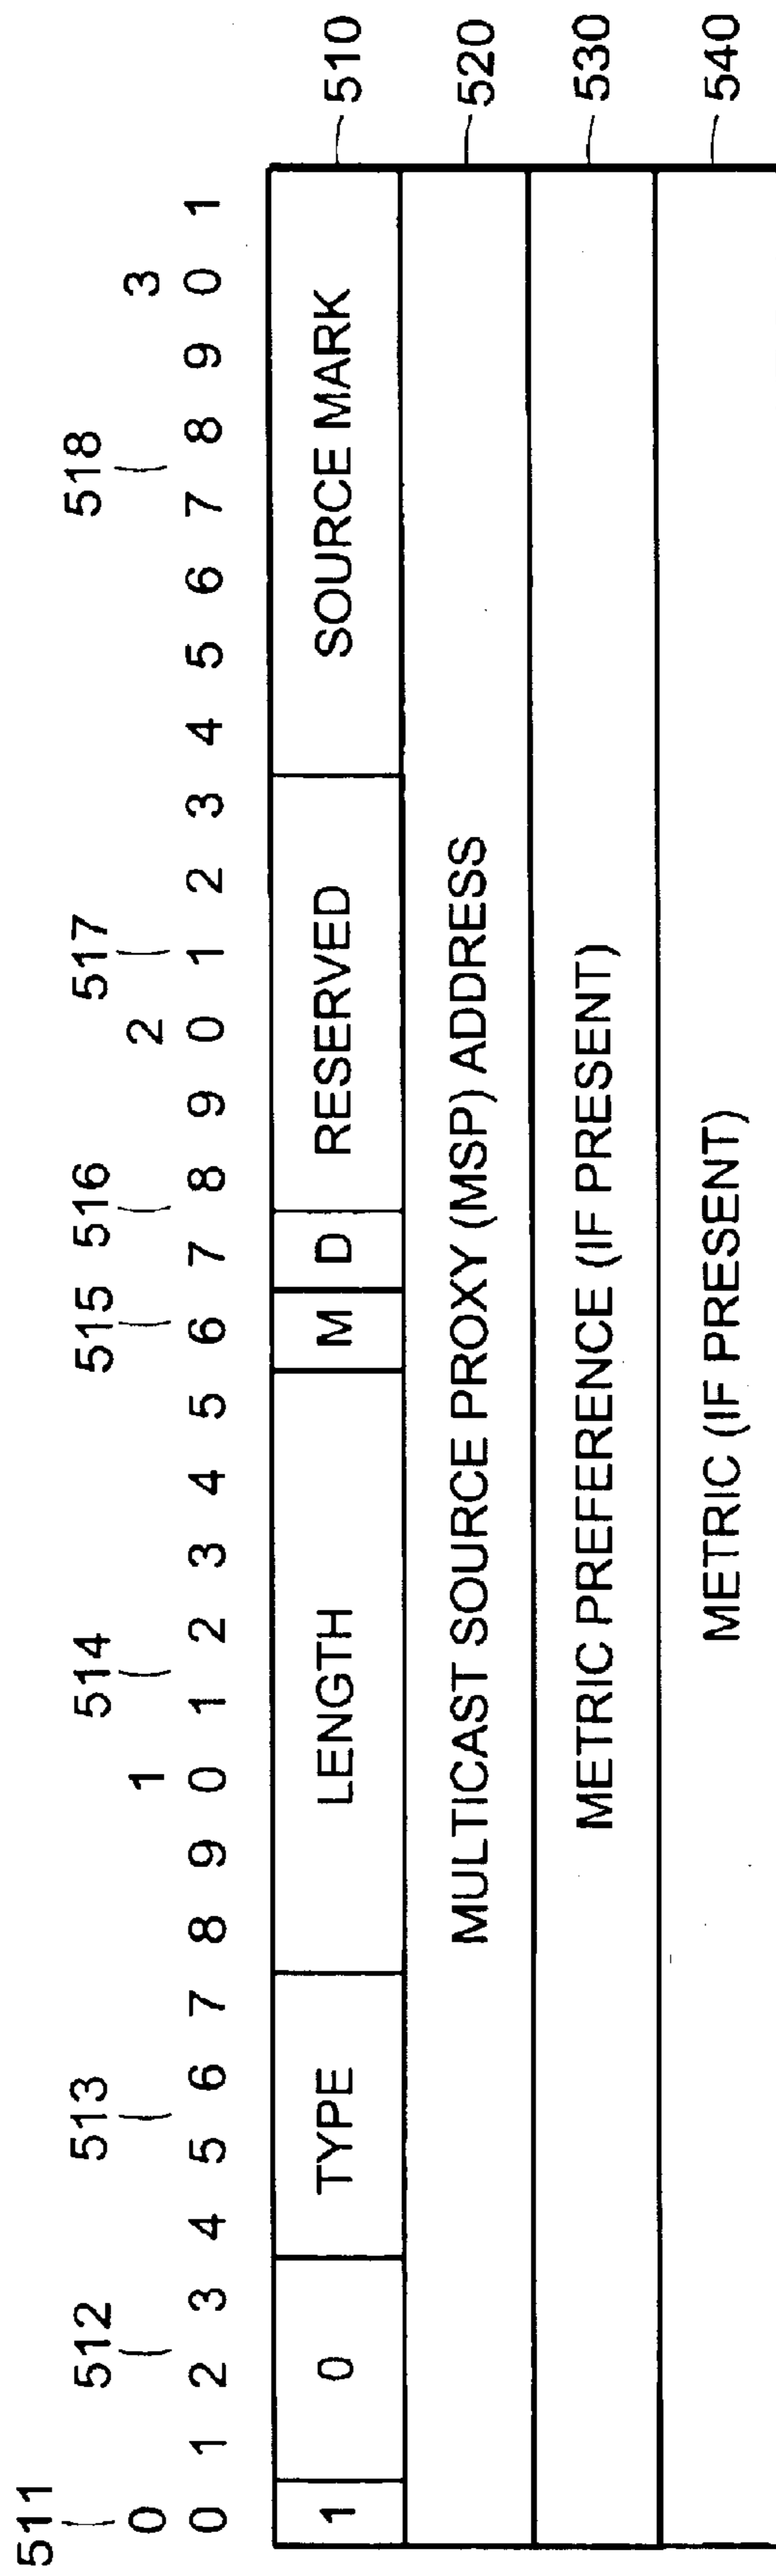 511 512 513 514 515 516 517 518
0 1 2 3
0 1 2 3 4 5 6 7 8 9 0 1 2 3 4 5 6 7 8 9 0 1 2 3 4 5 6 7 8 9 0 1
1 0 TYPE LENGTH M D RESERVED SOURCE MARK 510
MULTICAST SOURCE PROXY (MSP) ADDRESS 520
METRIC PREFERENCE (IF PRESENT) 530
METRIC (IF PRESENT) 540